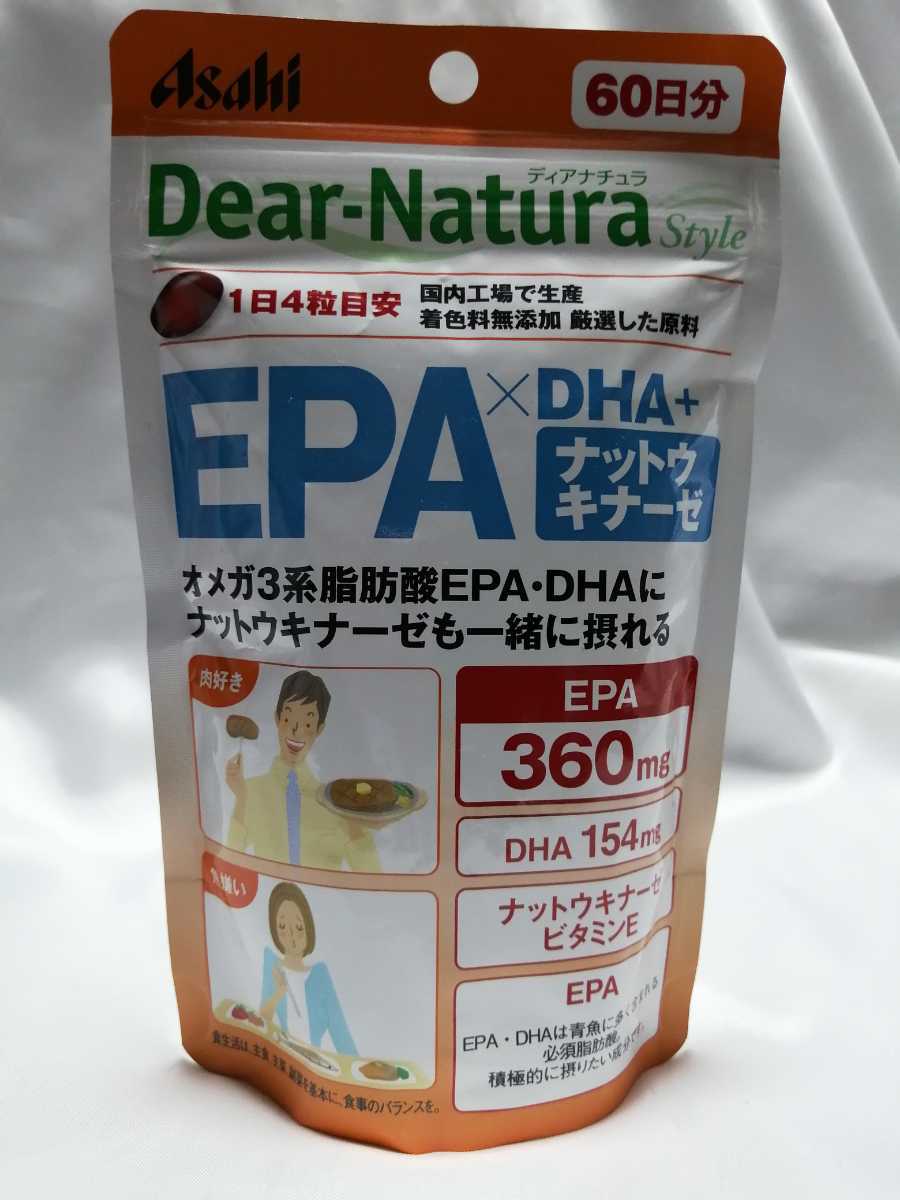 Asahi
60日分
ディアナチュラ
Dear-Natura
Style
1日4粒目安
国内工場で生産
着色料無添加 厳選した原料
EPA×DHA+
ナットウ
キナーゼ
オメガ3系脂肪酸EPA・DHAに
ナットウキナーゼも一緒に摂れる
肉好き
EPA
360mg
DHA 154mg
嫌い
ナットウキナーゼ
ビタミンE
EPA
EPA・DHAは青魚に多く含まれる
必須脂肪酸。
積極的に摂りたい成分です。
食生活は、主食、主菜、副菜を基本に、食事のバランスを。